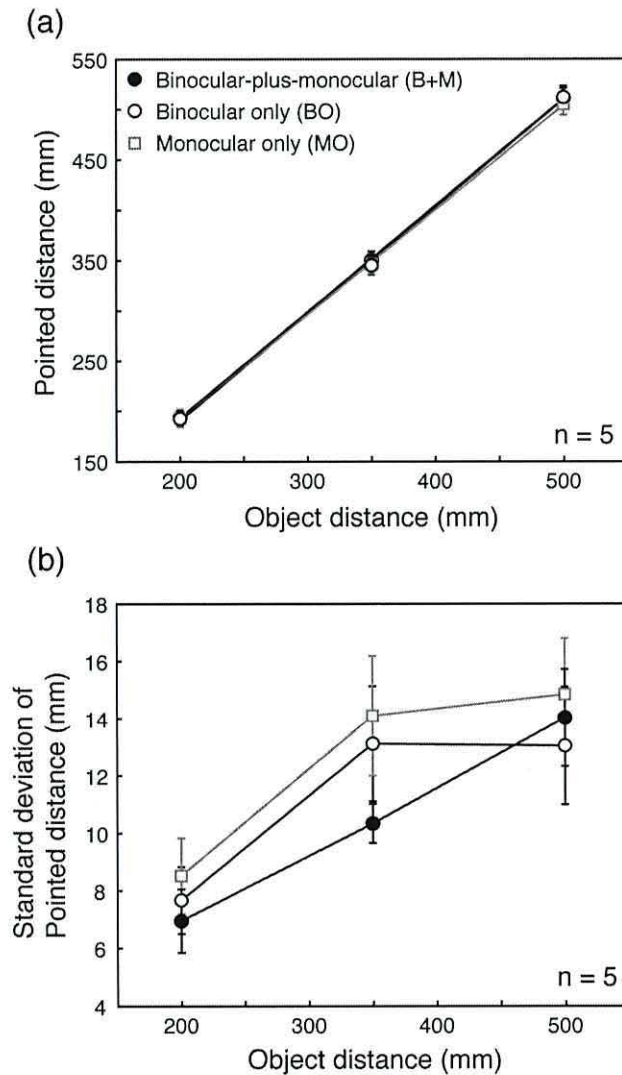 (a)
550
450
350
250
150
Pointed distance (mm)
Binocular-plus-monocular (B+M)
Binocular only (BO)
Monocular only (MO)
n = 5
200
300
400
500
Object distance (mm)
(b)
18
16
14
12
10
8
6
4
Standard deviation of
Pointed distance (mm)
n = 5
200
300
400
500
Object distance (mm)